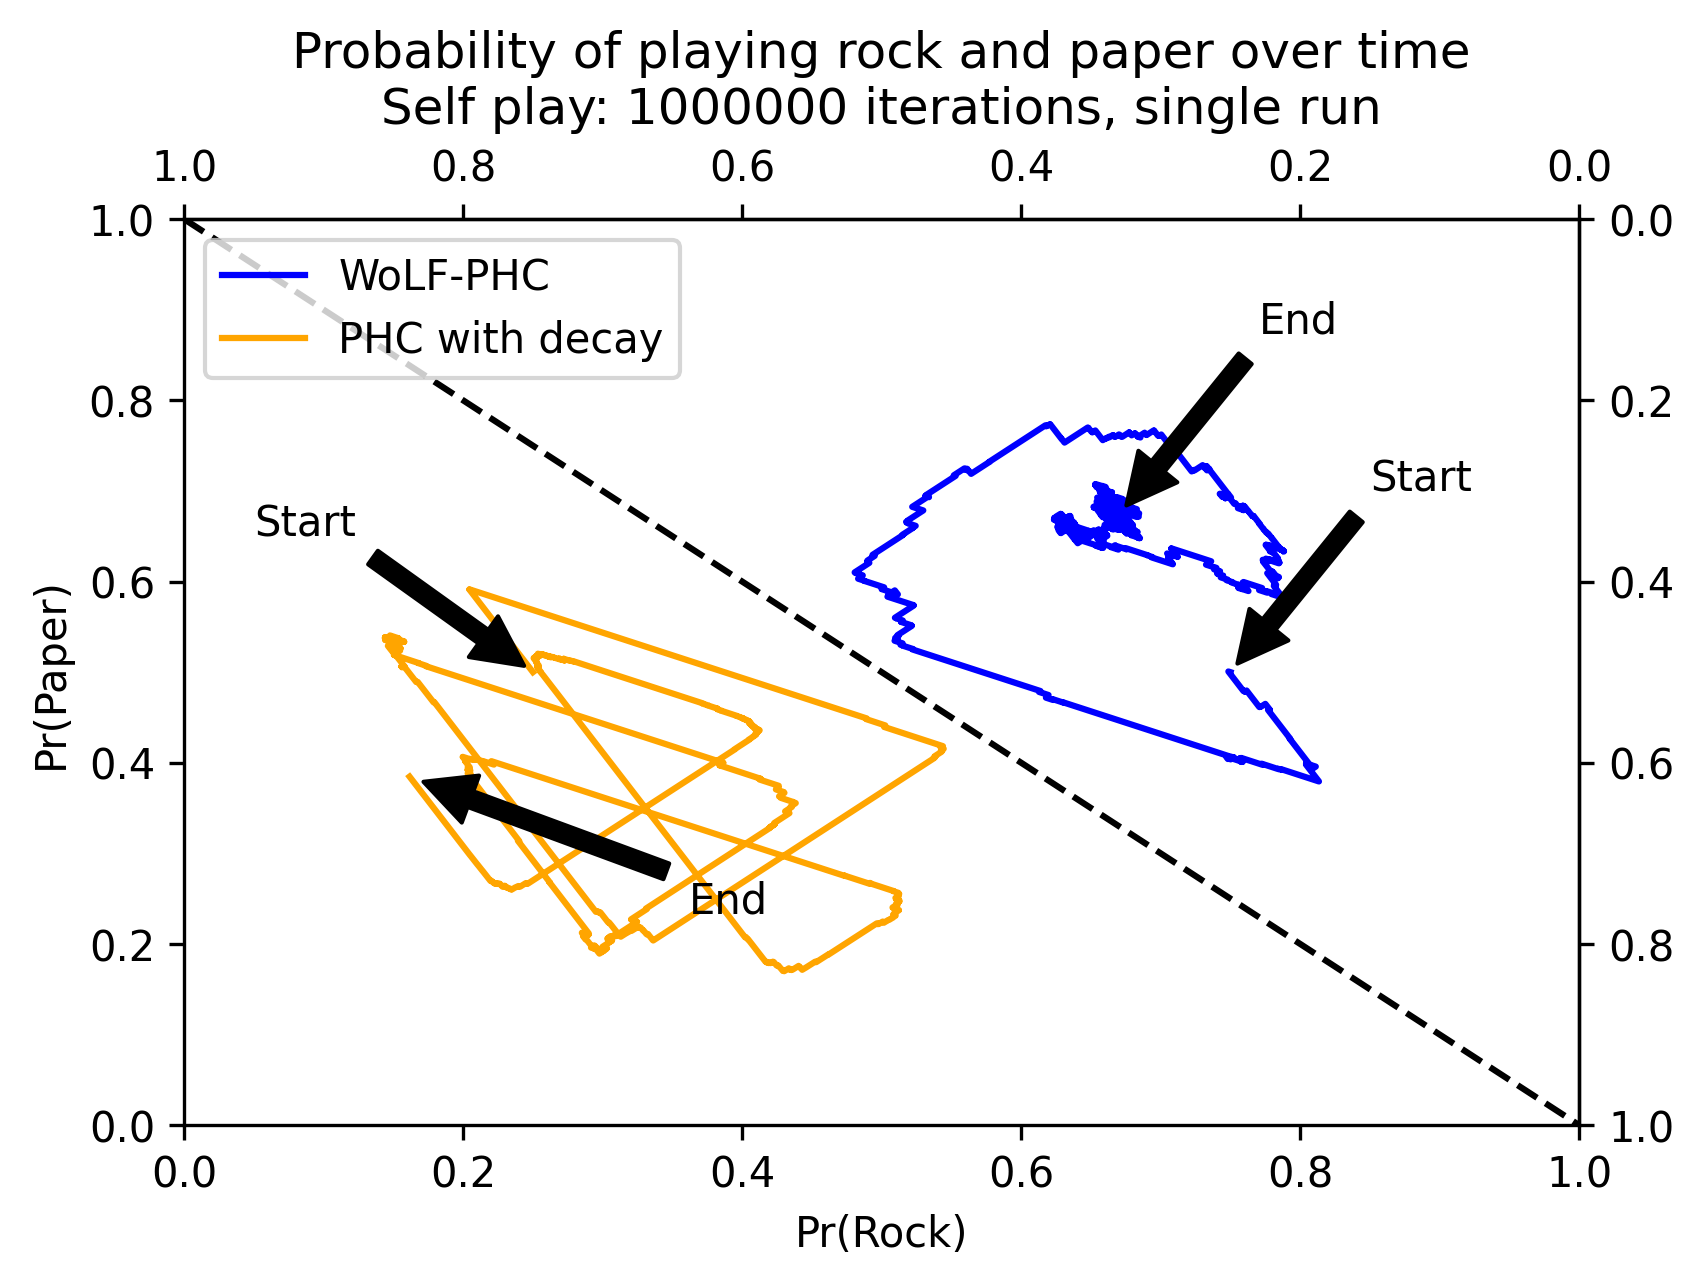 Probability of playing rock and paper over time
Self play: 1000000 iterations, single run
1.0 0.8 0.6 0.4 0.2 0.0
1.0 0.0
WoLF-PHC
PHC with decay
End
0.8 0.2
Start
Start
0.6 0.4
Pr(Paper)
0.4 0.6
End
0.2 0.8
0.0 1.0
0.0 0.2 0.4 0.6 0.8 1.0
Pr(Rock)